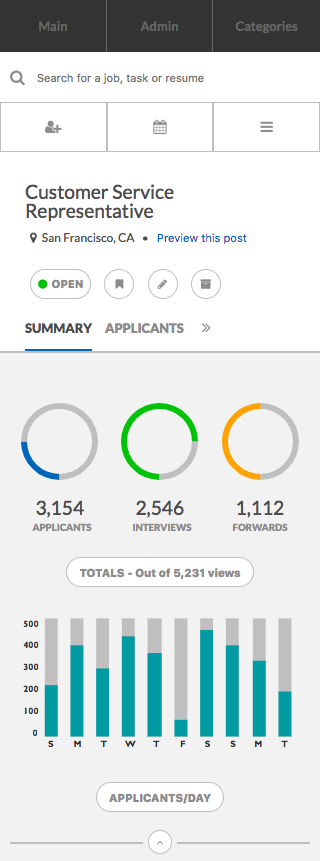 Main Admin Categories
Search for a job, task or resume
Customer Service
Representative
San Francisco, CA • Preview this post
OPEN
SUMMARY APPLICANTS »
3,154 2,546 1,112
APPLICANTS INTERVIEWS FORWARDS
TOTALS - Out of 5,231 views
500
400
300
200
100
0
S M T W T F S S M T
APPLICANTS/DAY